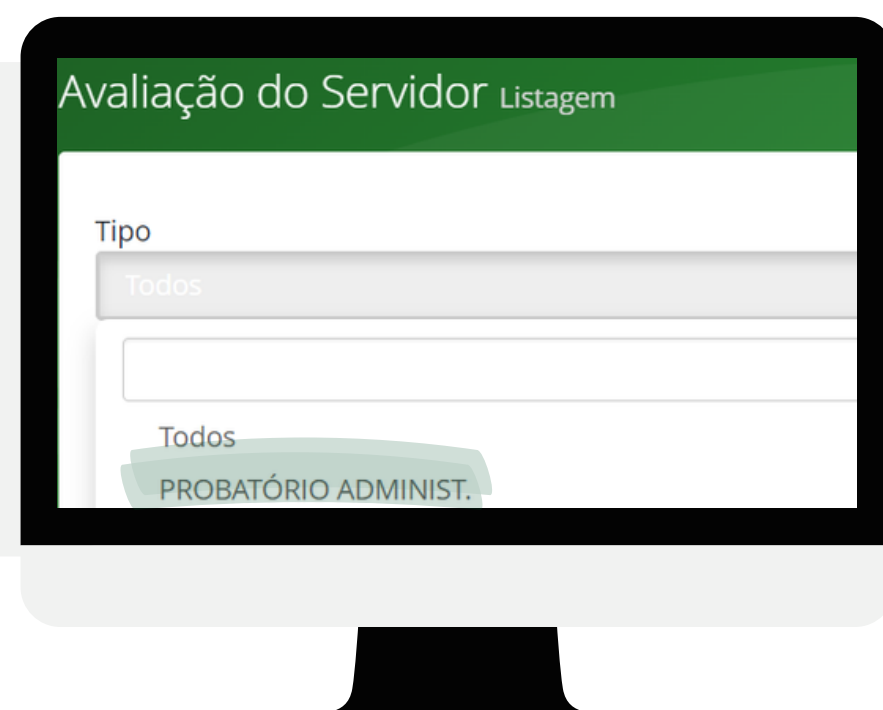 Avaliação do Servidor Listagem
Tipo
Todos
Todos
PROBATÓRIO ADMINIST.